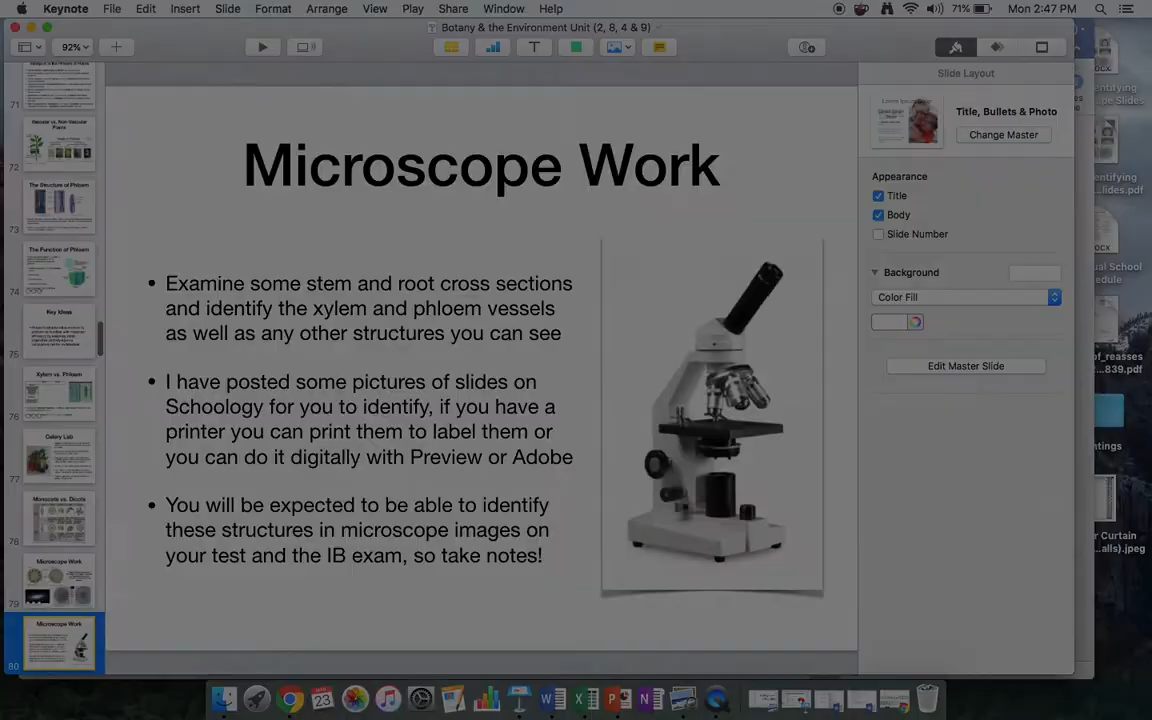 Keynote File Edit Insert Slide Format Arrange View Play Share Window Help 71% Mon 2:47 PM
Botany & the Environment Unit (2, 8, 4 & 9)
92%
Slide Layout
Title, Bullets & Photo
Change Master
Appearance
Title
Body
Slide Number
Background
Color Fill
Edit Master Slide
Microscope Work
• Examine some stem and root cross sections
and identify the xylem and phloem vessels
as well as any other structures you can see
• I have posted some pictures of slides on
Schoology for you to identify, if you have a
printer you can print them to label them or
you can do it digitally with Preview or Adobe
• You will be expected to be able to identify
these structures in microscope images on
your test and the IB exam, so take notes!
71
Vascular vs. Non-Vascular
Plants
72
The Structure of Phloem
73
The Function of Phloem
74
Key Ideas
75
Xylem vs. Phloem
76
Celery Lab
77
Monocots vs. Dicots
78
Microscope Work
79
Microscope Work
80